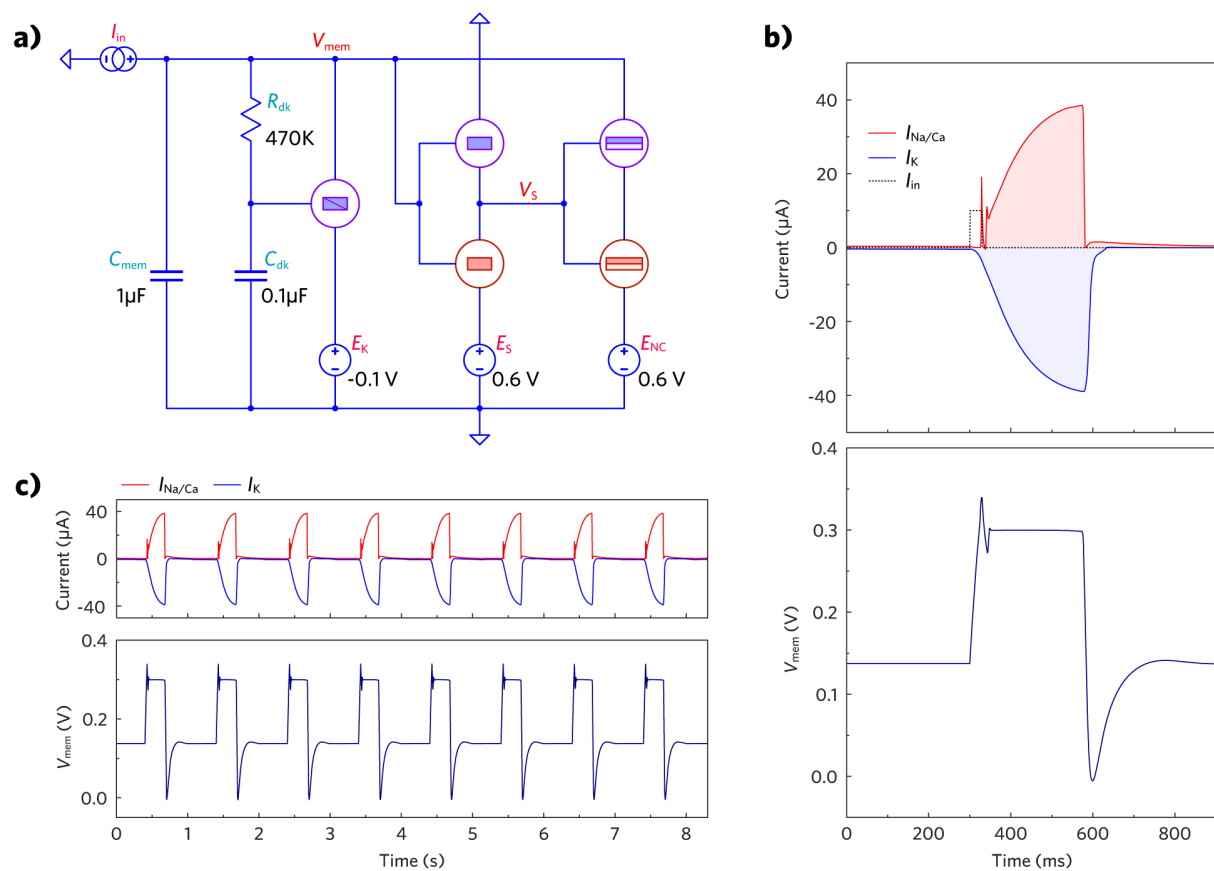 a)
I_in
V_mem
R_dk
470K
V_S
C_mem
1µF
C_dk
0.1µF
E_K
-0.1 V
E_S
0.6 V
E_NC
0.6 V
b)
40
20
0
-20
-40
Current (µA)
I_Na/Ca
I_K
I_in
0.4
0.3
0.2
0.1
0.0
V_mem (V)
0 200 400 600 800
Time (ms)
c)
I_Na/Ca I_K
40
0
-40
Current (µA)
0.4
0.2
0.0
V_mem (V)
0 1 2 3 4 5 6 7 8
Time (s)